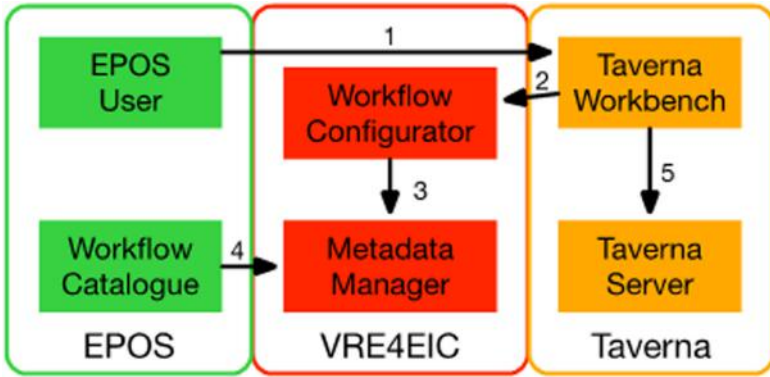 1
EPOS
User
Workflow
Configurator
2
Taverna
Workbench
3
5
Workflow
Catalogue
4
Metadada
Manager
Taverna
Server
EPOS
VRE4EIC
Taverna